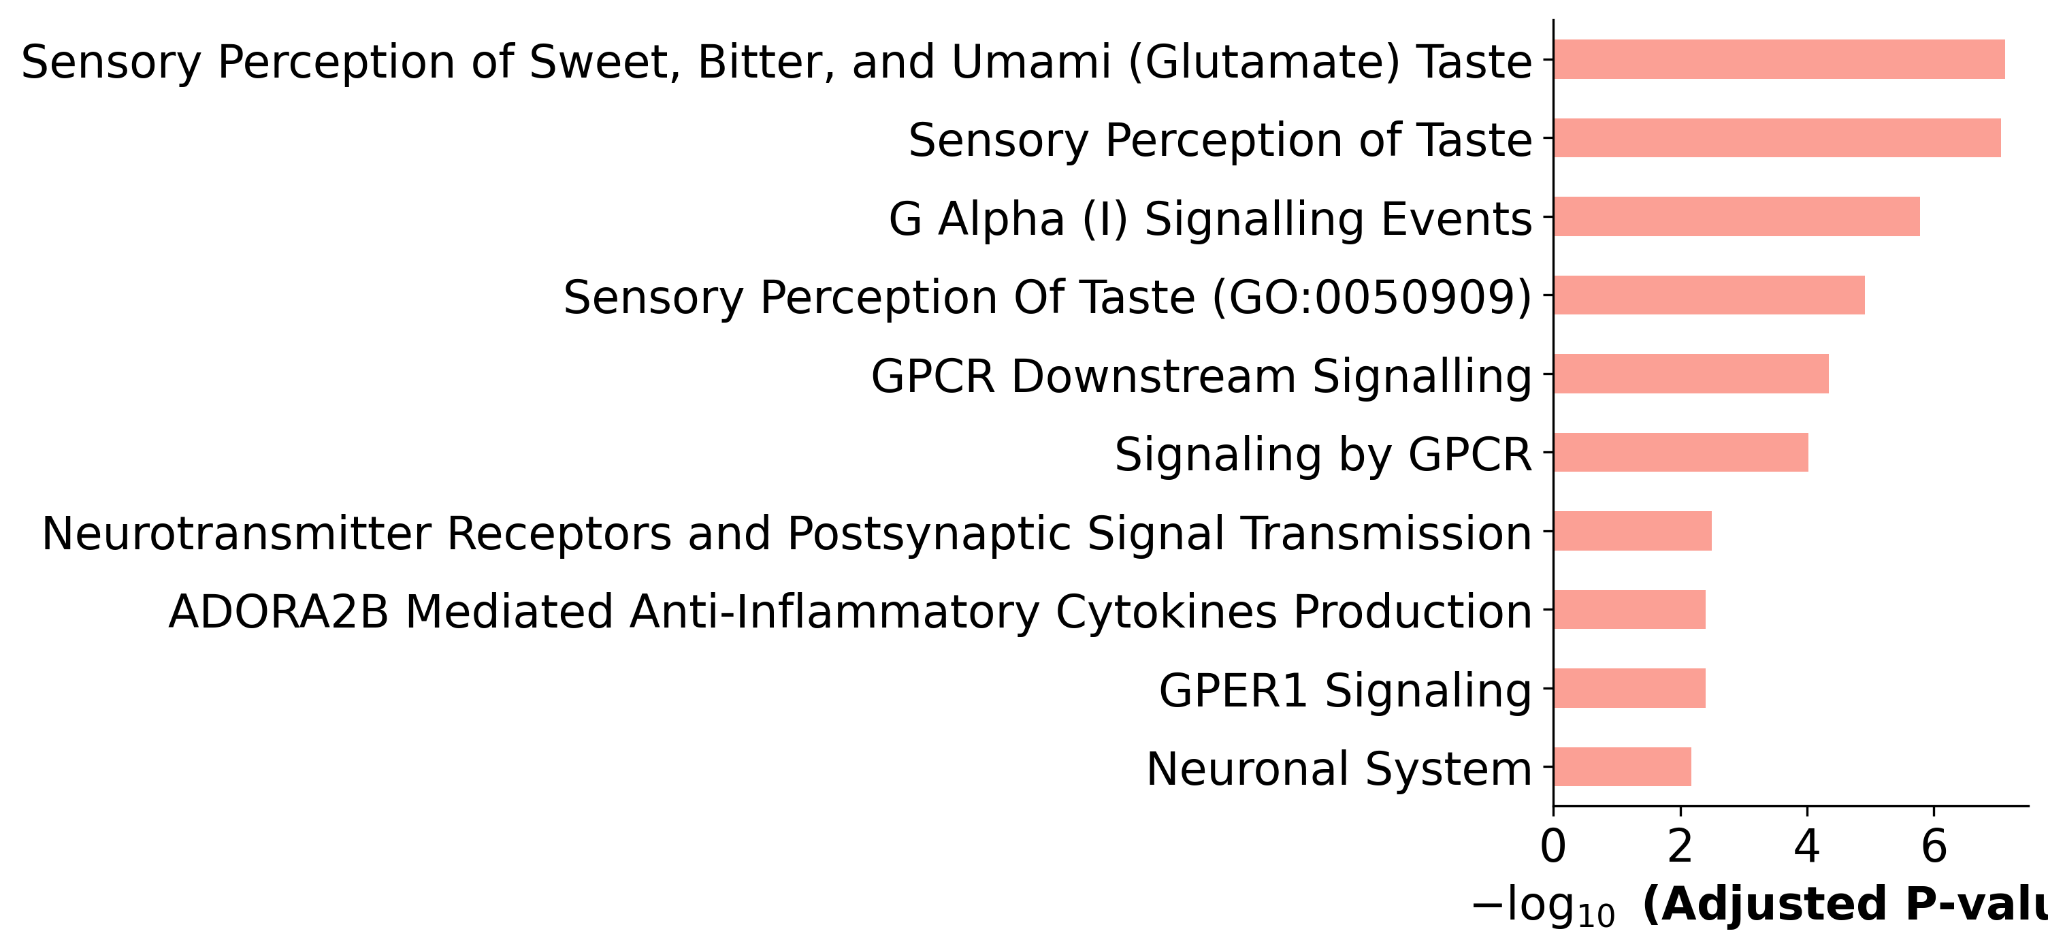 Sensory Perception of Sweet, Bitter, and Umami (Glutamate) Taste
Sensory Perception of Taste
G Alpha (I) Signalling Events
Sensory Perception Of Taste (GO:0050909)
GPCR Downstream Signalling
Signaling by GPCR
Neurotransmitter Receptors and Postsynaptic Signal Transmission
ADORA2B Mediated Anti-Inflammatory Cytokines Production
GPER1 Signaling
Neuronal System
0 2 4 6
−log₁₀ (Adjusted